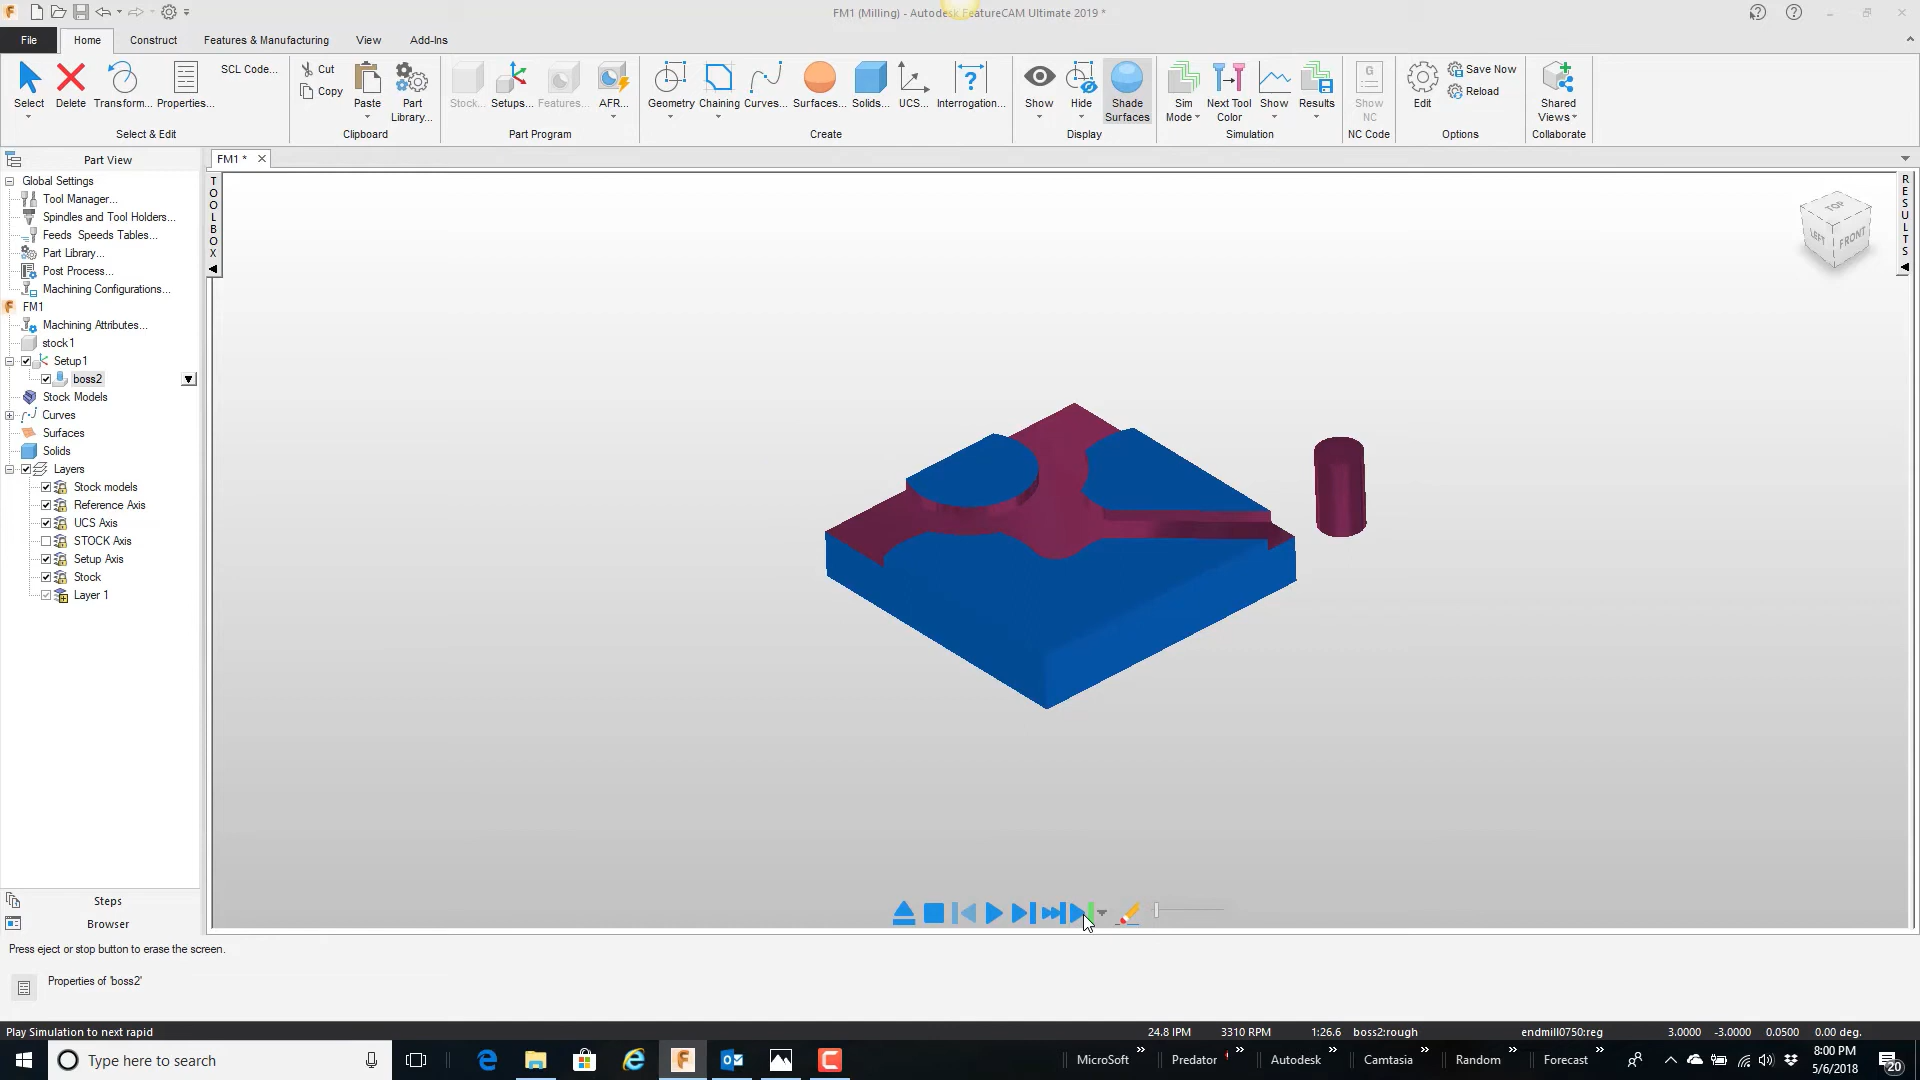 FM1 (Milling) - Autodesk FeatureCAM Ultimate 2019 *
File Home Construct Features & Manufacturing View Add-Ins
Select Delete Transform... Properties... SCL Code...
Select & Edit
Cut
Copy
Paste
Part Library...
Clipboard
Stock... Setups... Features... AFR...
Part Program
Geometry Chaining Curves... Surfaces... Solids... UCS... Interrogation...
Create
Show Hide Shade Surfaces
Display
Sim Mode Next Tool Color Show Results
Simulation
G
Show NC
NC Code
Edit Save Now
Reload
Options
Shared Views
Collaborate
Part View
FM1 *
Global Settings
Tool Manager...
Spindles and Tool Holders...
Feeds Speeds Tables...
Part Library...
Post Process...
Machining Configurations...
FM1
Machining Attributes...
stock1
Setup1
boss2
Stock Models
Curves
Surfaces
Solids
Layers
Stock models
Reference Axis
UCS Axis
STOCK Axis
Setup Axis
Stock
Layer 1
Steps
Browser
TOOLBOX
TOP
LEFT FRONT
RESULTS
Press eject or stop button to erase the screen.
Properties of 'boss2'
Play Simulation to next rapid 24.8 IPM 3310 RPM 1:26.6 boss2:rough endmill0750:reg 3.0000 -3.0000 0.0500 0.00 deg.
Type here to search
MicroSoft » Predator » Autodesk » Camtasia » Random » Forecast »
8:00 PM
5/6/2018
20